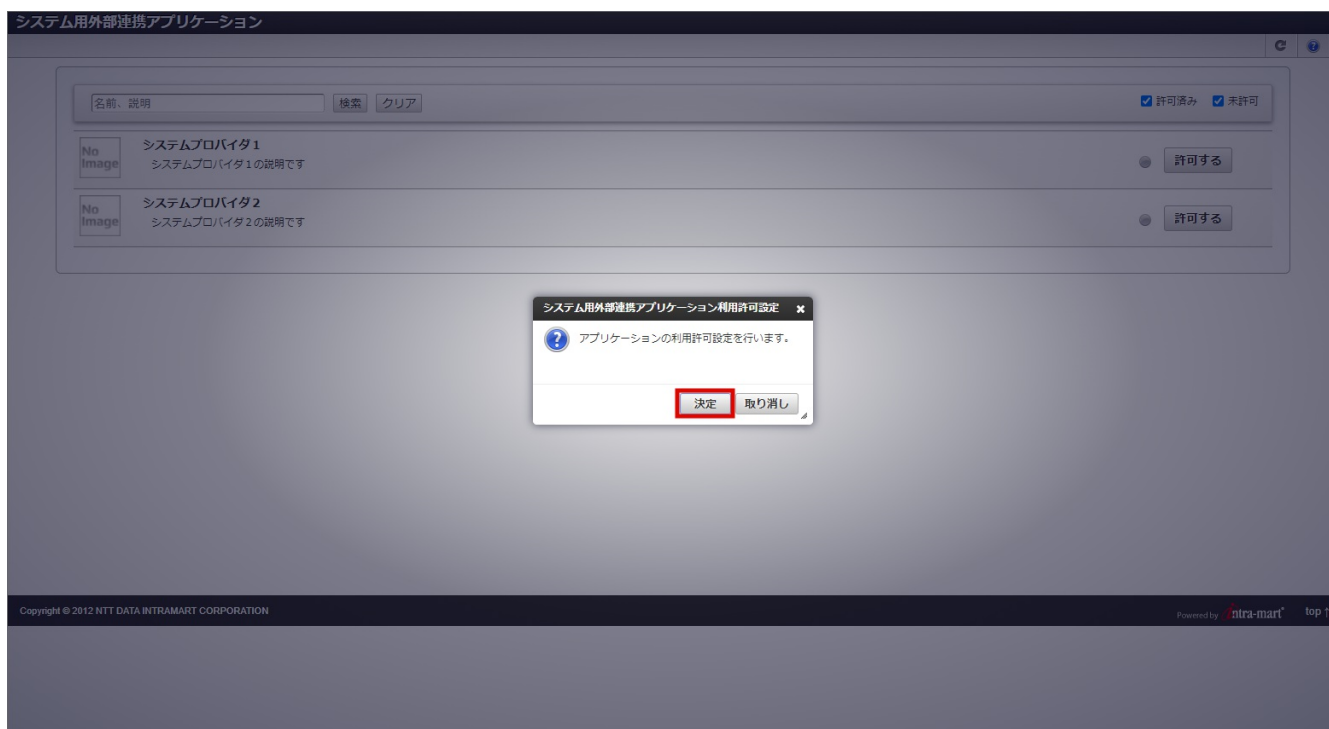 システム用外部連携アプリケーション
名前、説明 検索 クリア 許可済み 未許可
No Image
システムプロバイダ1
システムプロバイダ1の説明です
許可する
No Image
システムプロバイダ2
システムプロバイダ2の説明です
許可する
システム用外部連携アプリケーション利用許可設定 ×
アプリケーションの利用許可設定を行います。
決定 取り消し
Copyright © 2012 NTT DATA INTRAMART CORPORATION
Powered by intra-mart top ↑